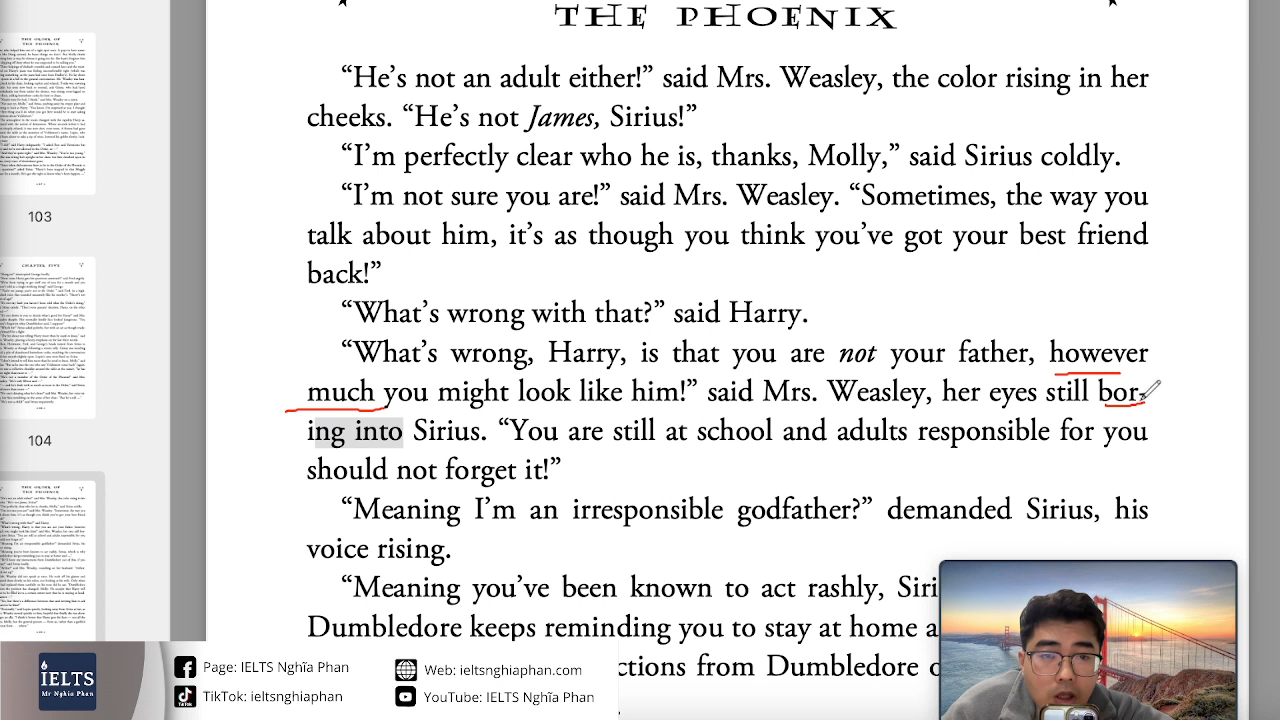 THE PHOENIX
“He’s not an adult either!” said Mrs. Weasley, the color rising in her
cheeks. “He’s not James, Sirius!”
“I’m perfectly clear who he is, thanks, Molly,” said Sirius coldly.
“I’m not sure you are!” said Mrs. Weasley. “Sometimes, the way you
talk about him, it’s as though you think you’ve got your best friend
back!”
“What’s wrong with that?” said Harry.
“What’s wrong, Harry, is that you are not your father, however
much you might look like him!” said Mrs. Weasley, her eyes still bor-
ing into Sirius. “You are still at school and adults responsible for you
should not forget it!”
“Meaning I’m an irresponsible godfather?” demanded Sirius, his
voice rising.
“Meaning you’ve been known to act rashly, Siri
Dumbledore keeps reminding you to stay at home a
ctions from Dumbledore
103
104
IELTS
Mr Nghia Phan
Page: IELTS Nghĩa Phan
TikTok: ieltsnghiaphan
Web: ieltsnghiaphan.com
YouTube: IELTS Nghĩa Phan